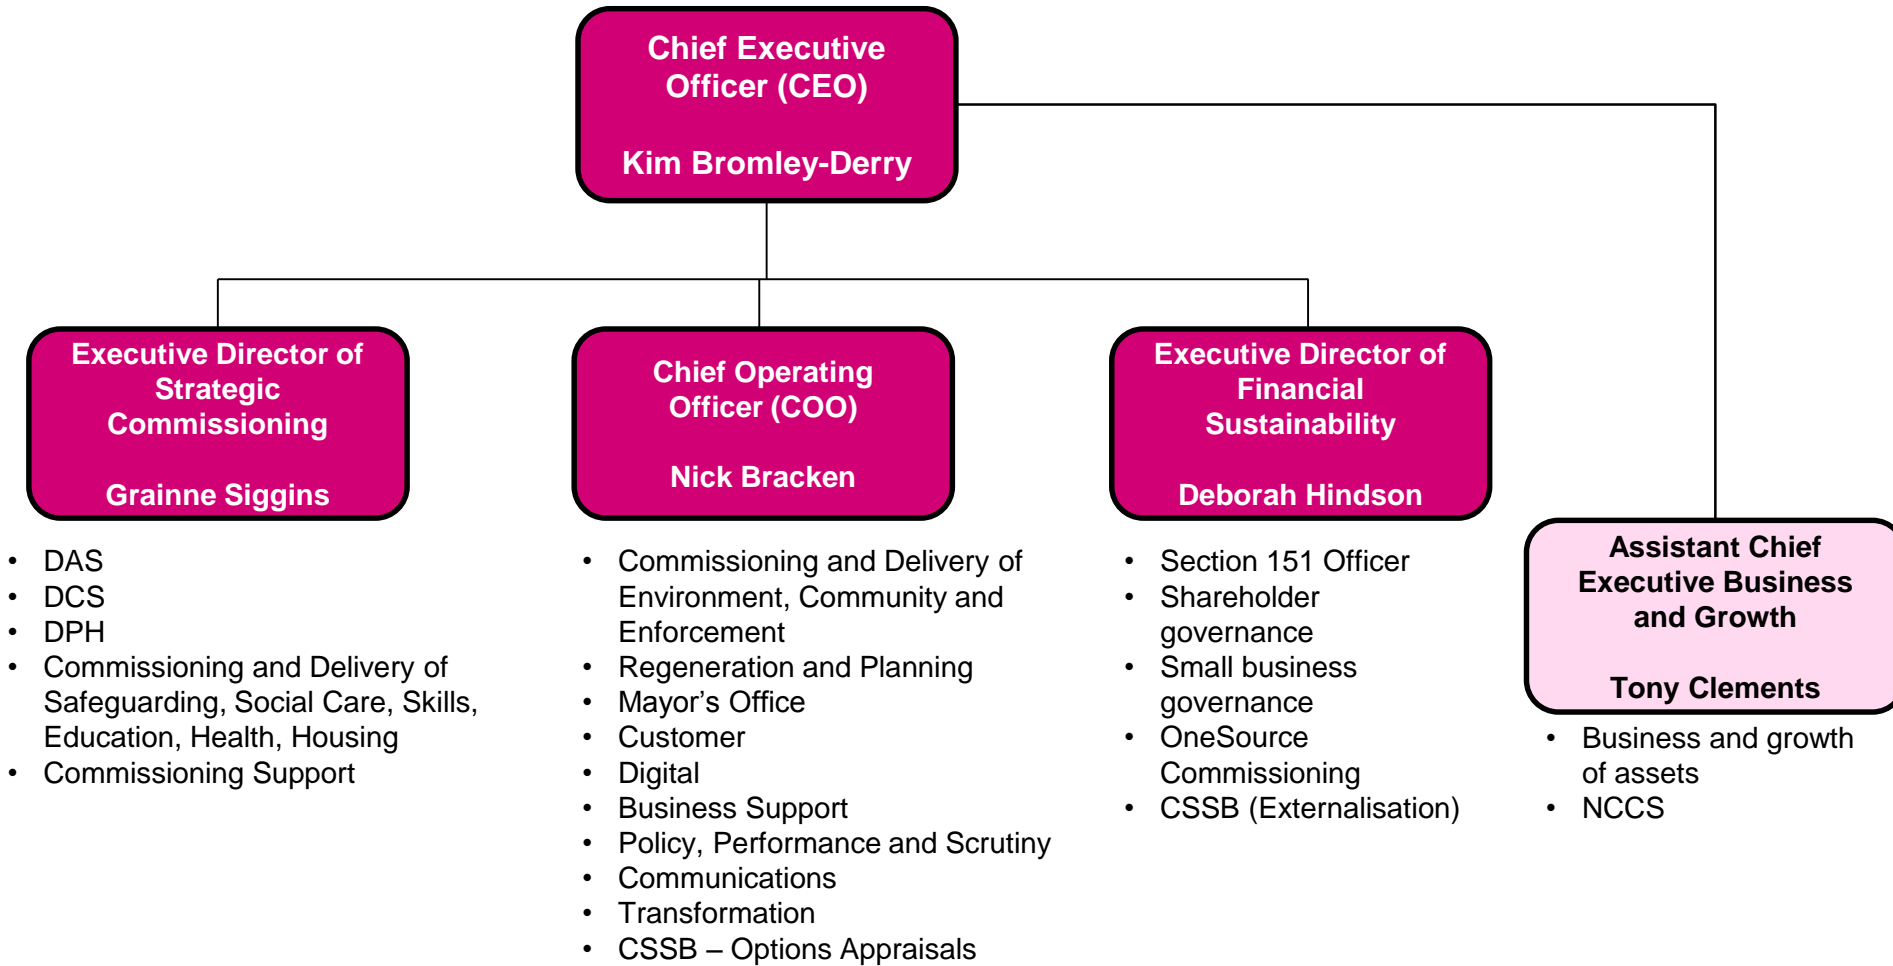 Chief Executive
Officer (CEO)
Kim Bromley-Derry
Executive Director of
Strategic
Commissioning
Grainne Siggins
• DAS
• DCS
• DPH
• Commissioning and Delivery of
Safeguarding, Social Care, Skills,
Education, Health, Housing
• Commissioning Support
Chief Operating
Officer (COO)
Nick Bracken
• Commissioning and Delivery of
Environment, Community and
Enforcement
• Regeneration and Planning
• Mayor’s Office
• Customer
• Digital
• Business Support
• Policy, Performance and Scrutiny
• Communications
• Transformation
• CSSB – Options Appraisals
Executive Director of
Financial
Sustainability
Deborah Hindson
• Section 151 Officer
• Shareholder
governance
• Small business
governance
• OneSource
Commissioning
• CSSB (Externalisation)
Assistant Chief
Executive Business
and Growth
Tony Clements
• Business and growth
of assets
• NCCS